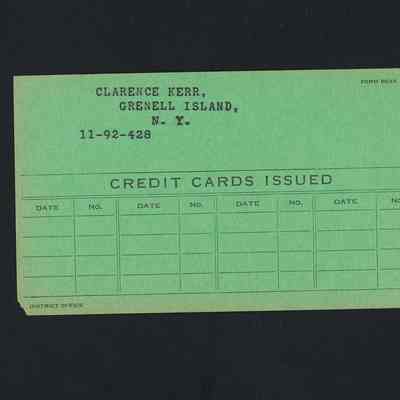 CLARENCE KERR,
GRENELL ISLAND,
N. Y.
11-92-428
CREDIT CARDS ISSUED
DATE No. DATE No. DATE No. DATE
DISTRICT OFFICE